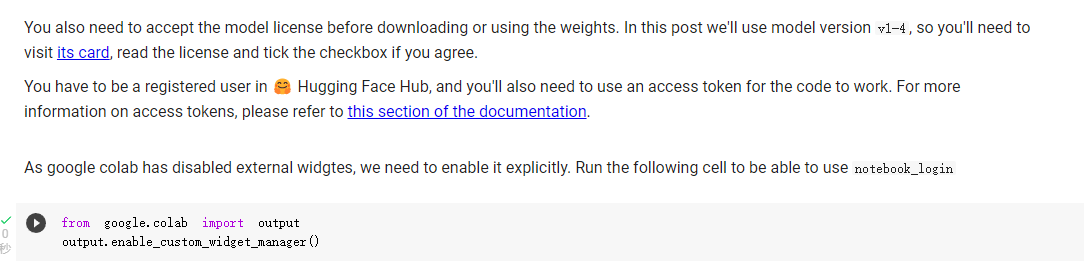 You also need to accept the model license before downloading or using the weights. In this post we'll use model version v1-4, so you'll need to
visit its card, read the license and tick the checkbox if you agree.
You have to be a registered user in 🤗 Hugging Face Hub, and you'll also need to use an access token for the code to work. For more
information on access tokens, please refer to this section of the documentation.
As google colab has disabled external widgtes, we need to enable it explicitly. Run the following cell to be able to use notebook_login
from google.colab import output
output.enable_custom_widget_manager()
0
秒